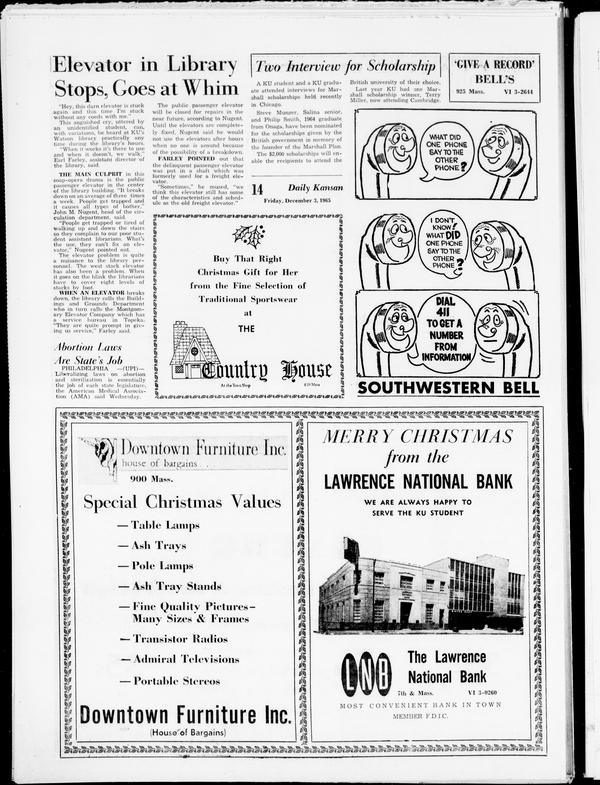 Elevator in Library
Stops, Goes at Whim
"Hey, this darn elevator is stuck
again and this time I'm stuck
without any coeds with me."
This anguished cry, uttered by
an unidentified student, can,
with variations, be heard at KU's
Watson library practically any
time during the library's hours.
"When it works it's there to use
and when it doesn't, we walk,"
Earl Farley, assistant director of
the library, said.
THE MAIN CULPRIT in this
soap-opera drama is the public
passenger elevator in the center
of the library building. "It breaks
down on an average of three times
a week. People get trapped and
it causes all types of bother,"
John M. Nugent, head of the cir-
culation department, said.
"People get trapped or tired of
walking up and down the stairs
so they complain to our poor stu-
dent assistant librarians. What's
the use, they can't fix an ele-
vator," Nugent pointed out.
The elevator problem is quite
a nuisance to the library per-
sonnel. The west stack elevator
has also been a problem. When
it goes on the blink the librarians
have to cover eight levels of
stacks by foot.
WHEN AN ELEVATOR breaks
down, the library calls the Build-
ings and Grounds Department
who in turn calls the Montgom-
ery Elevator Company which has
a service bureau in Topeka.
"They are quite prompt in giv-
ing us service," Farley said.
The public passenger elevator
will be closed for repairs in the
near future, according to Nugent.
Until the elevators are complete-
ly fixed, Nugent said he would
not use the elevators after hours
when no one is around because
of the possibility of a breakdown.
FARLEY POINTED out that
the delinquent passenger elevator
was put in a shaft which was
formerly used for a freight ele-
vator.
"Sometimes," he mused, "we
think this elevator still has some
of the characteristics and sched-
ule as the old freight elevator."
Abortion Laws
Are State's Job
PHILADELPHIA —(UPI)—
Liberalizing laws on abortion
and sterilization is essentially
the job of each state legislature,
the American Medical Associa-
tion (AMA) said Wednesday.
Two Interview for Scholarship
A KU student and a KU gradu-
ate attended interviews for Mar-
shall scholarships held recently
in Chicago.
Steve Munzer, Salina senior,
and Philip Smith, 1964 graduate
from Onaga, have been nominated
for the scholarships given by the
British government in memory of
the founder of the Marshall Plan.
The $2,000 scholarships will en-
able the recipients to attend the
British university of their choice.
Last year KU had one Mar-
shall scholarship winner, Terry
Miller, now attending Cambridge.
14 Daily Kansan
Friday, December 3, 1965
'GIVE A RECORD'
BELL'S
925 Mass. VI 3-2644
Buy That Right
Christmas Gift for Her
from the Fine Selection of
Traditional Sportswear
at
THE
Country House
At the Town Shop 839 Mass
WHAT DID
ONE PHONE
SAY TO THE
OTHER
PHONE?
I DON'T
KNOW!
WHAT DID
ONE PHONE
SAY TO THE
OTHER
PHONE?
DIAL
411
TO GET A
NUMBER
FROM
INFORMATION
SOUTHWESTERN BELL
Downtown Furniture Inc.
house of bargains . . .
900 Mass.
Special Christmas Values
—Table Lamps
—Ash Trays
—Pole Lamps
—Ash Tray Stands
—Fine Quality Pictures—
Many Sizes & Frames
—Transistor Radios
—Admiral Televisions
—Portable Stereos
Downtown Furniture Inc.
(House of Bargains)
MERRY CHRISTMAS
from the
LAWRENCE NATIONAL BANK
WE ARE ALWAYS HAPPY TO
SERVE THE KU STUDENT
LNB
The Lawrence
National Bank
7th & Mass. VI 3-0260
MOST CONVENIENT BANK IN TOWN
MEMBER F.D.I.C.